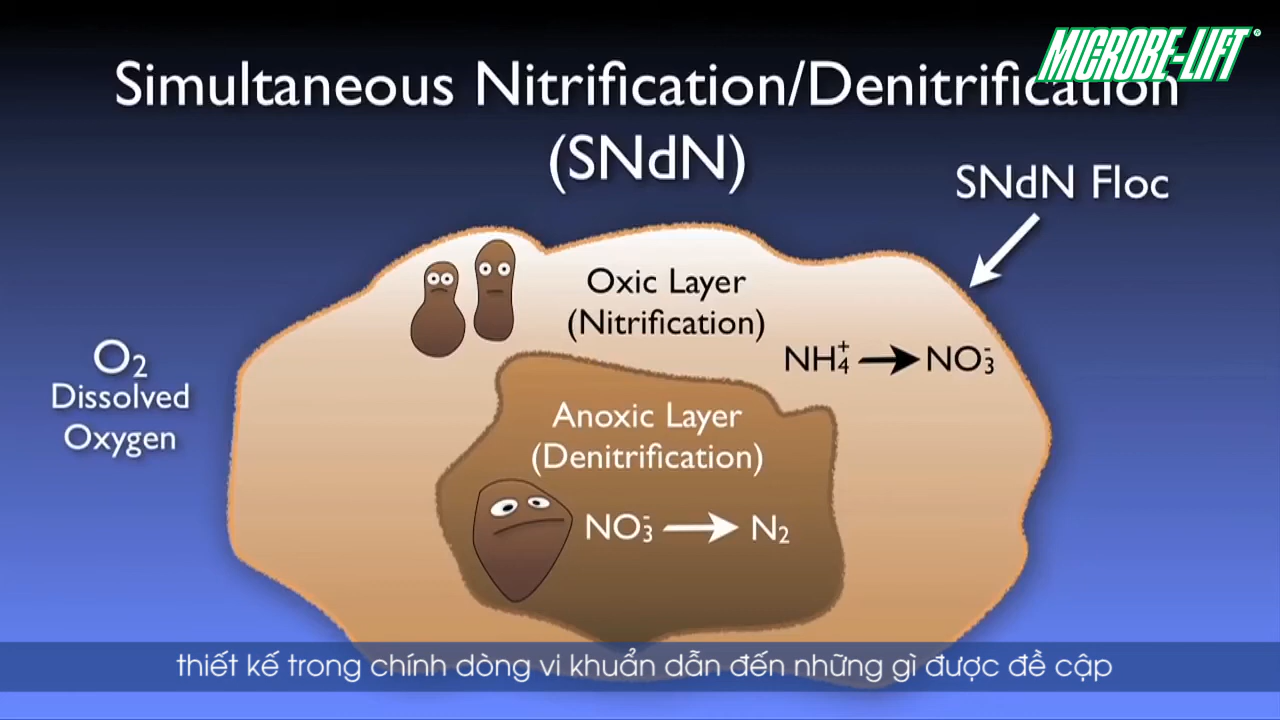 MICROBE-LIFT®
Simultaneous Nitrification/Denitrification
(SNdN)
SNdN Floc
Oxic Layer
(Nitrification)
NH₄⁺ → NO₃⁻
O₂
Dissolved
Oxygen
Anoxic Layer
(Denitrification)
NO₃⁻ → N₂
thiết kế trong chính dòng vi khuẩn dẫn đến những gì được đề cập